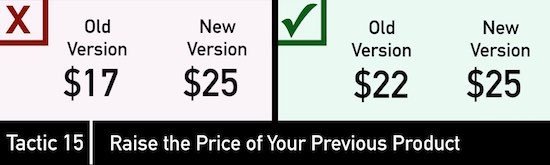 X
Old Version
$17
New Version
$25
Old Version
$22
New Version
$25
Tactic 15
Raise the Price of Your Previous Product